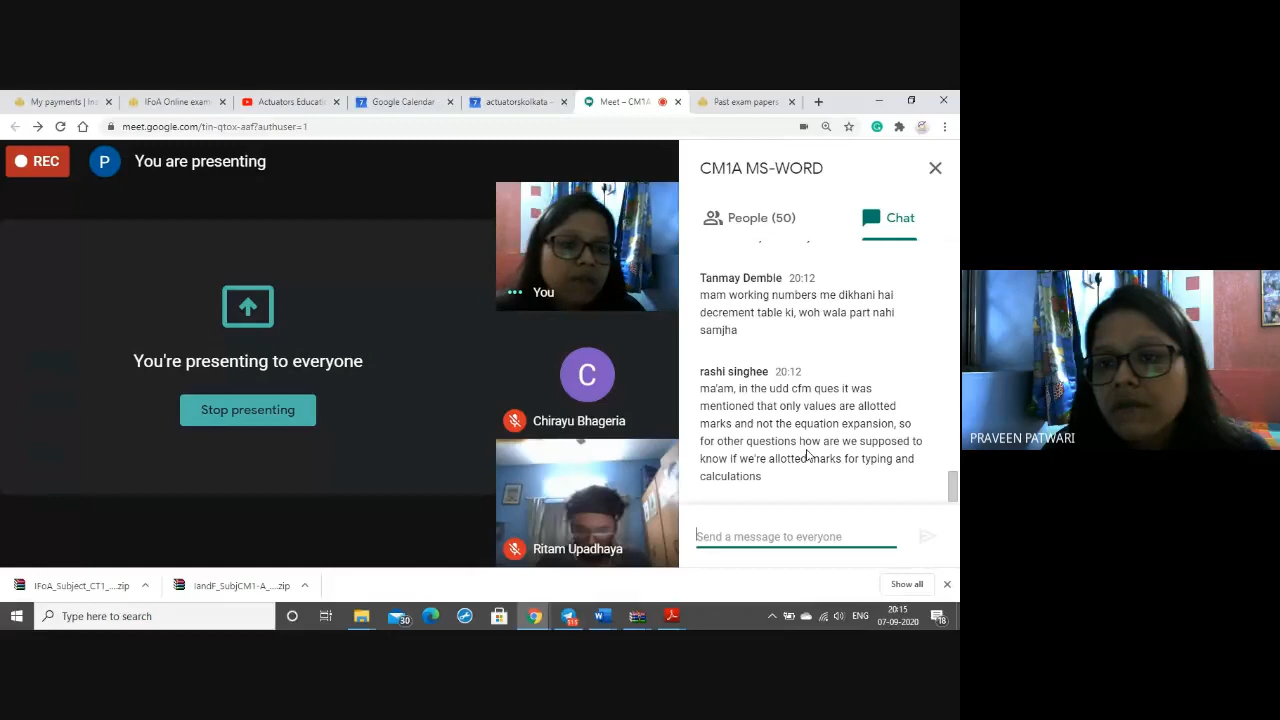 My payments | Ins
IFoA Online exam
Actuators Educati
7 Google Calendar
7 actuatorskolkata –
Meet – CM1A
Past exam papers
meet.google.com/tin-qtox-aaf?authuser=1
REC
P
You are presenting
CM1A MS-WORD
People (50)
Chat
You
Tanmay Demble 20:12
mam working numbers me dikhani hai
decrement table ki, woh wala part nahi
samjha
You're presenting to everyone
Stop presenting
C
Chirayu Bhageria
rashi singhee 20:12
ma'am, in the udd cfm ques it was
mentioned that only values are allotted
marks and not the equation expansion, so
for other questions how are we supposed to
know if we're allotted marks for typing and
calculations
PRAVEEN PATWARI
Ritam Upadhaya
Send a message to everyone
IFoA_Subject_CT1_....zip
IandF_SubjCM1-A_....zip
Show all
Type here to search
30
ENG
20:15
07-09-2020
18